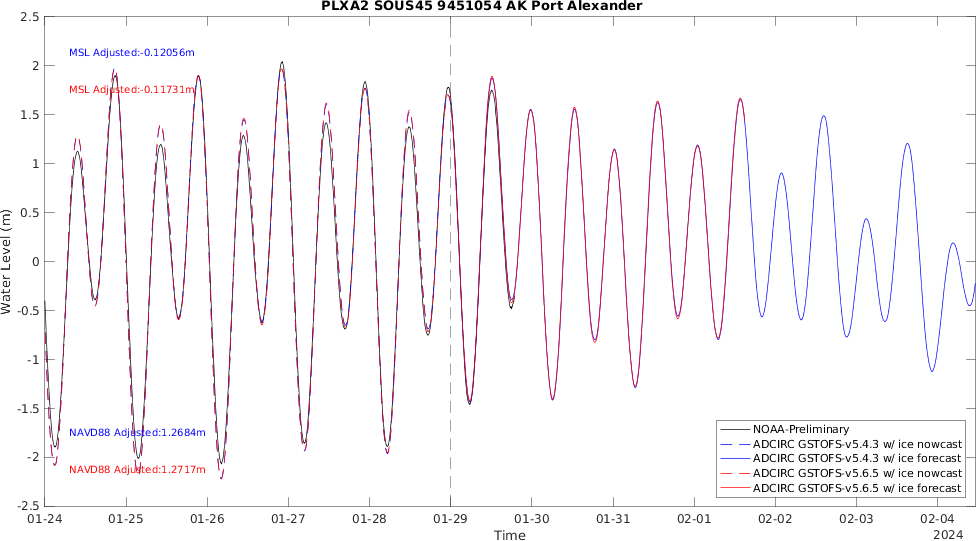 PLXA2 SOUS45 9451054 AK Port Alexander
2.5
2
1.5
1
0.5
0
-0.5
-1
-1.5
-2
-2.5
Water Level (m)
MSL Adjusted:-0.12056m
MSL Adjusted:-0.11731m
NAVD88 Adjusted:1.2684m
NAVD88 Adjusted:1.2717m
NOAA-Preliminary
ADCIRC GSTOFS-v5.4.3 w/ ice nowcast
ADCIRC GSTOFS-v5.4.3 w/ ice forecast
ADCIRC GSTOFS-v5.6.5 w/ ice nowcast
ADCIRC GSTOFS-v5.6.5 w/ ice forecast
01-24 01-25 01-26 01-27 01-28 01-29 01-30 01-31 02-01 02-02 02-03 02-04
2024
Time